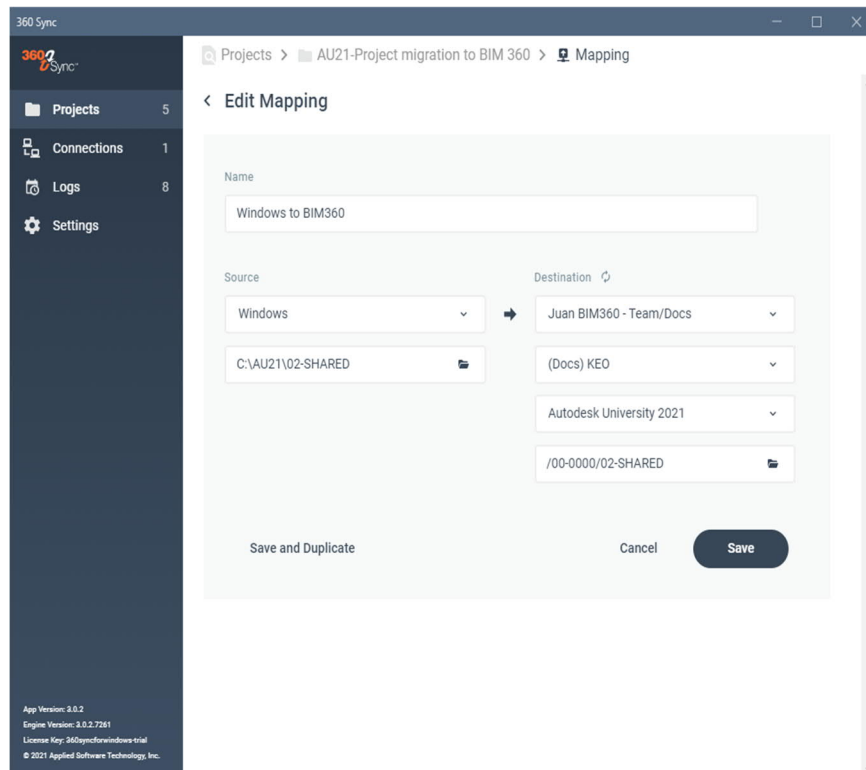 360 Sync
360 Sync
Projects > AU21-Project migration to BIM 360 > Mapping
Projects 5
Connections 1
Logs 8
Settings
< Edit Mapping
Name
Windows to BIM360
Source
Windows
C:\AU21\02-SHARED
Destination
Juan BIM360 - Team/Docs
(Docs) KEO
Autodesk University 2021
/00-0000/02-SHARED
Save and Duplicate
Cancel
Save
App Version: 3.0.2
Engine Version: 3.0.2.7261
License Key: 360syncforwindows-trial
© 2021 Applied Software Technology, Inc.